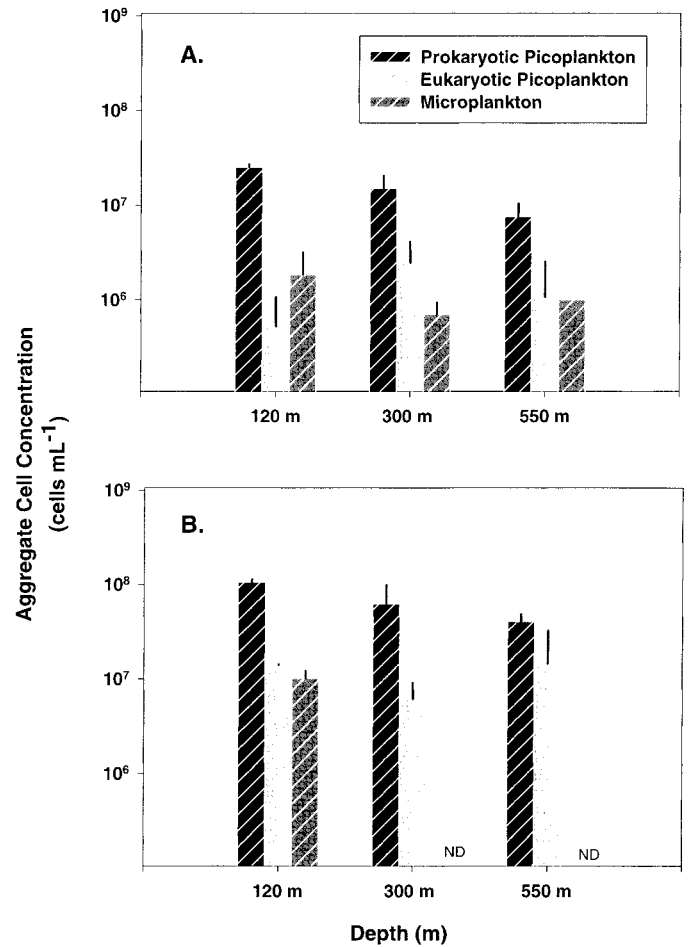 A.
Prokaryotic Picoplankton
Eukaryotic Picoplankton
Microplankton
10⁹
10⁸
10⁷
10⁶
120 m 300 m 550 m
Aggregate Cell Concentration
(cells mL⁻¹)
B.
10⁹
10⁸
10⁷
10⁶
ND ND
120 m 300 m 550 m
Depth (m)